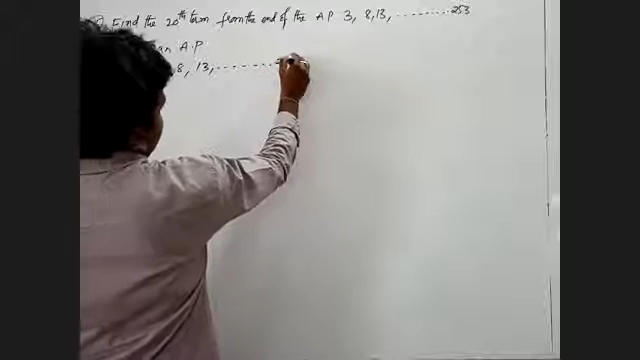 Find the 20th term from the end of the A P 3, 8, 13, ......... 253
an A.P
8, 13, .........